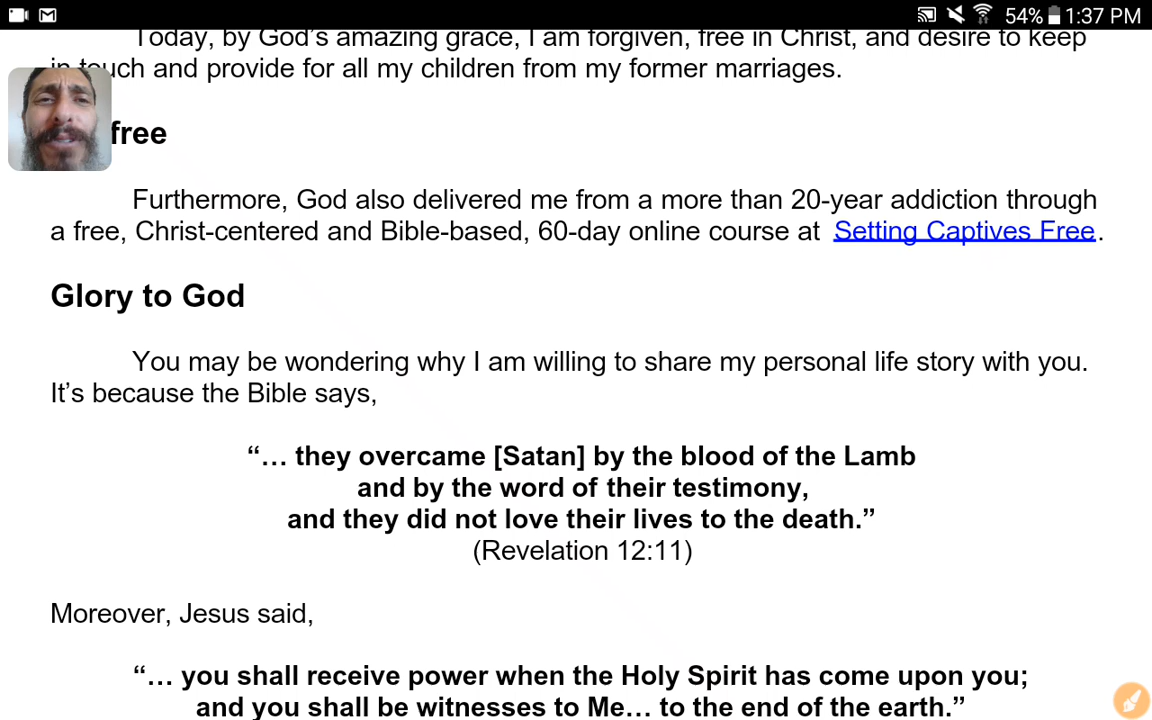 54% 1:37 PM
Today, by God's amazing grace, I am forgiven, free in Christ, and desire to keep
in touch and provide for all my children from my former marriages.
free
Furthermore, God also delivered me from a more than 20-year addiction through
a free, Christ-centered and Bible-based, 60-day online course at Setting Captives Free.
Glory to God
You may be wondering why I am willing to share my personal life story with you.
It’s because the Bible says,
“… they overcame [Satan] by the blood of the Lamb
and by the word of their testimony,
and they did not love their lives to the death.”
(Revelation 12:11)
Moreover, Jesus said,
“… you shall receive power when the Holy Spirit has come upon you;
and you shall be witnesses to Me… to the end of the earth.”